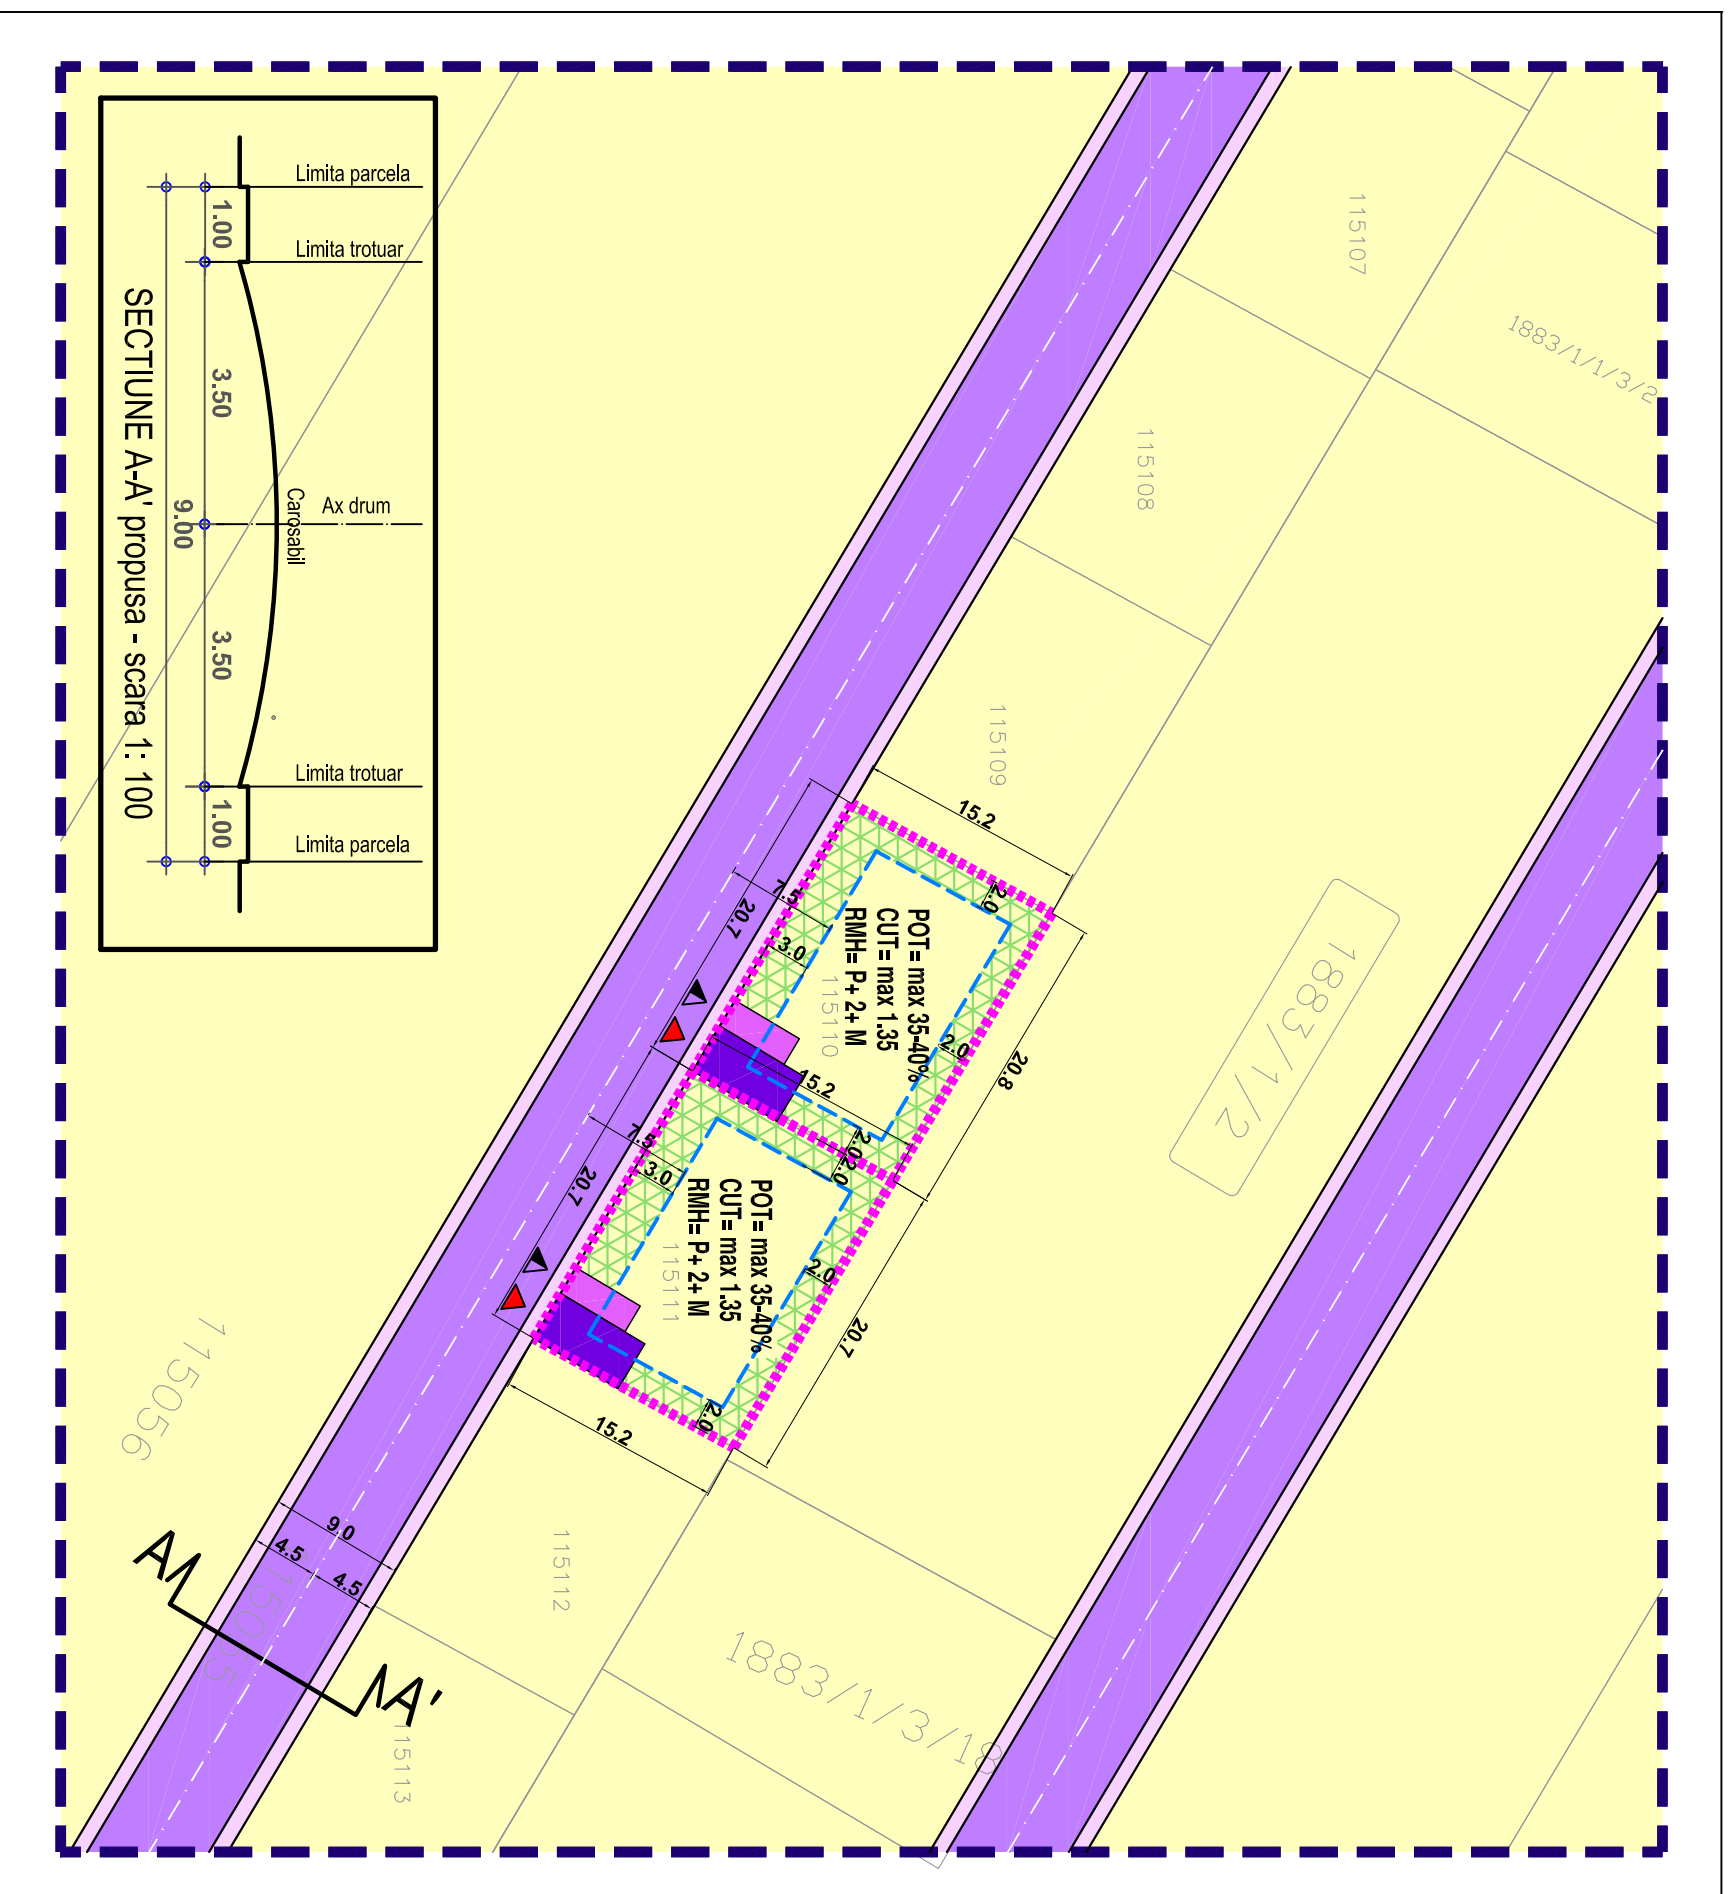 Limita parcela
Limita trotuar
Ax drum
Carosabil
Limita trotuar
Limita parcela
1.00
3.50
3.50
1.00
9.00
SECTIUNE A-A' propusa - scara 1: 100
115107
1883/1/1/3/2
115108
115109
1883/1/2
15.2
7.5
20.7
3.0
2.0
POT= max 35-40%
CUT= max 1.35
RMH= P+ 2+ M
115110
2.0
20.8
15.2
2.0
2.0
7.5
20.7
3.0
POT= max 35-40%
CUT= max 1.35
RMH= P+ 2+ M
115111
2.0
20.7
2.0
15.2
115056
9.0
4.5
4.5
A
115055
A'
115112
1883/1/3/18
115113